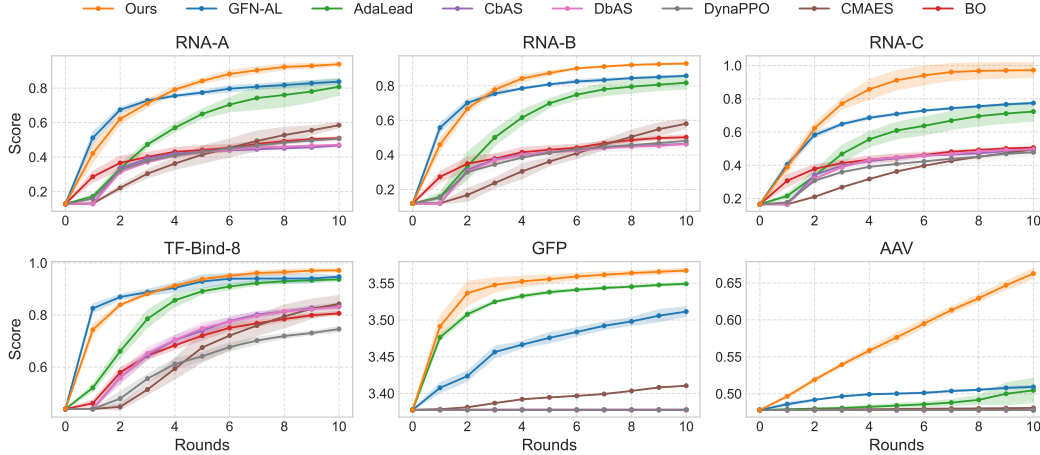 Ours GFN-AL AdaLead CbAS DbAS DynaPPO CMAES BO
RNA-A RNA-B RNA-C
Score
0.8
0.6
0.4
0.2
0 2 4 6 8 10
0.8
0.6
0.4
0.2
0 2 4 6 8 10
1.0
0.8
0.6
0.4
0.2
0 2 4 6 8 10
TF-Bind-8 GFP AAV
Score
1.0
0.8
0.6
0 2 4 6 8 10
Rounds
3.55
3.50
3.45
3.40
0 2 4 6 8 10
Rounds
0.65
0.60
0.55
0.50
0 2 4 6 8 10
Rounds